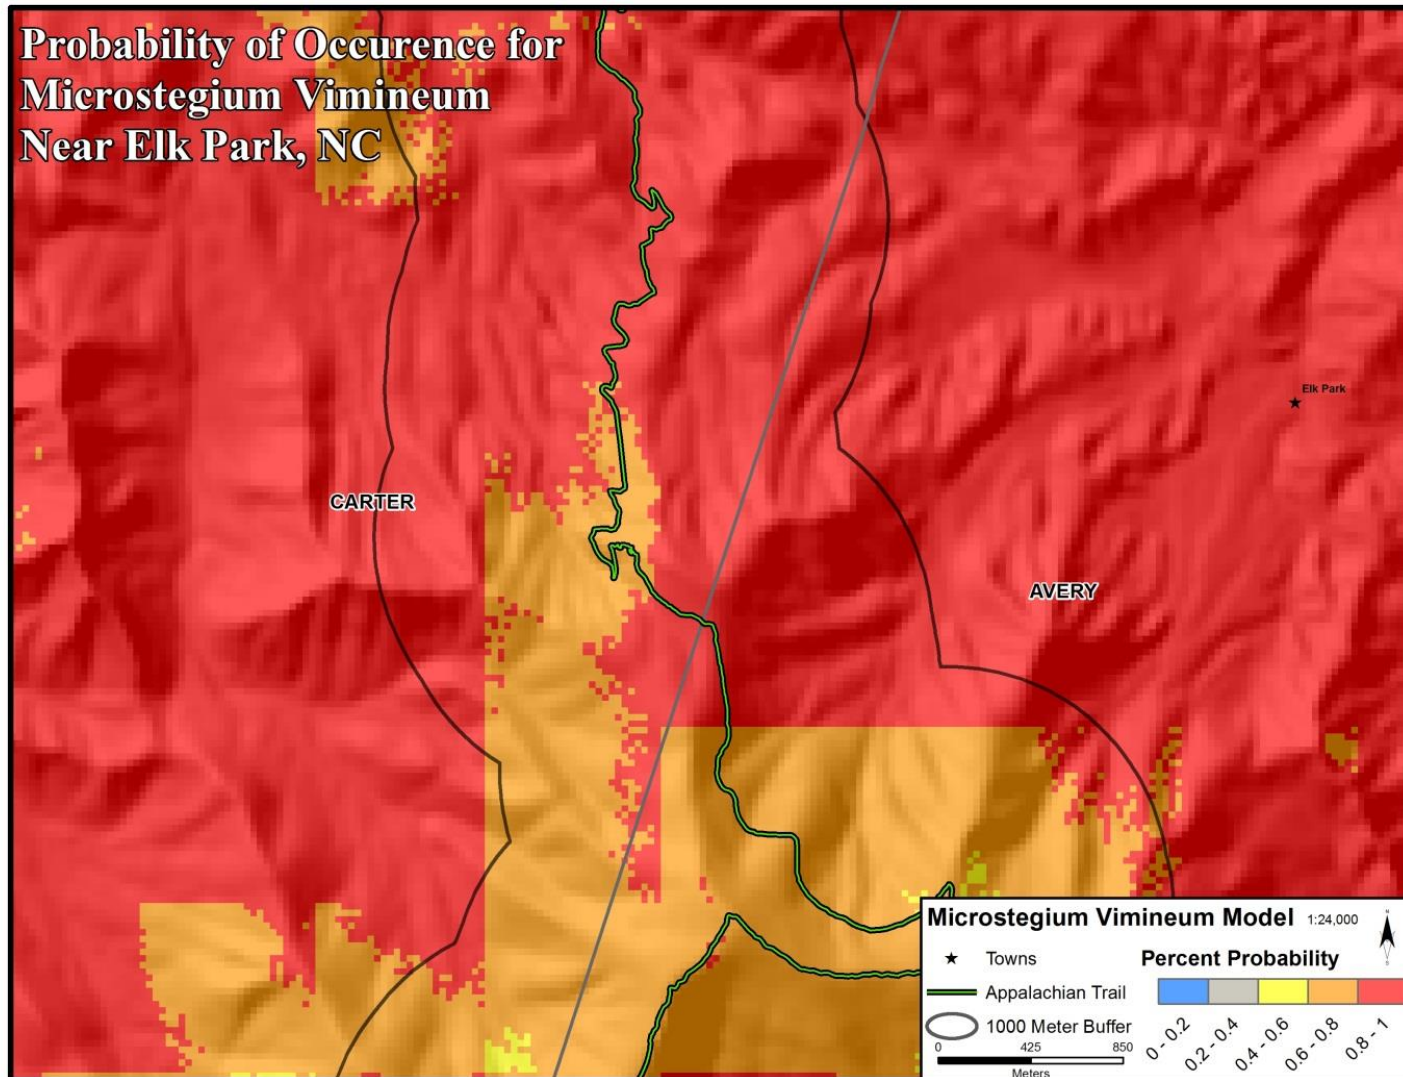 Probability of Occurence for
Microstegium Vimineum
Near Elk Park, NC
Elk Park
CARTER
AVERY
Microstegium Vimineum Model 1:24,000
N
S
Towns
Percent Probability
Appalachian Trail
1000 Meter Buffer
0 425 850
Meters
0 - 0.2
0.2 - 0.4
0.4 - 0.6
0.6 - 0.8
0.8 - 1